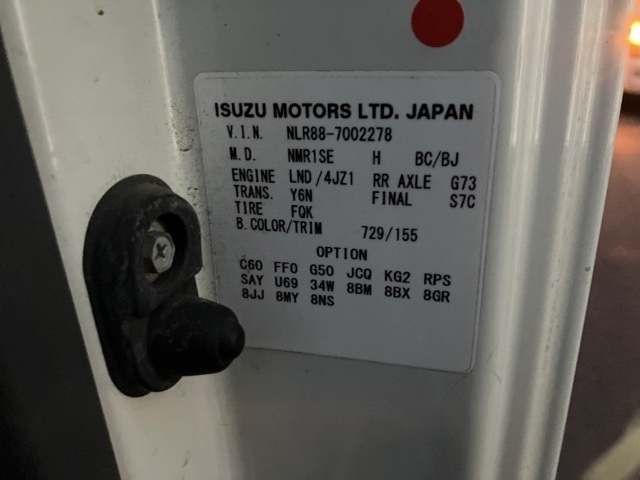 ISUZU MOTORS LTD. JAPAN
V.I.N. NLR88-7002278
M.D. NMR1SE H BC/BJ
ENGINE LND/4JZ1 RR AXLE G73
TRANS. Y6N FINAL S7C
TIRE FQK
B.COLOR/TRIM 729/155
OPTION
C60 FF0 G50 JCQ KG2 RPS
SAY U69 34W 8BM 8BX 8GR
8JJ 8MY 8NS